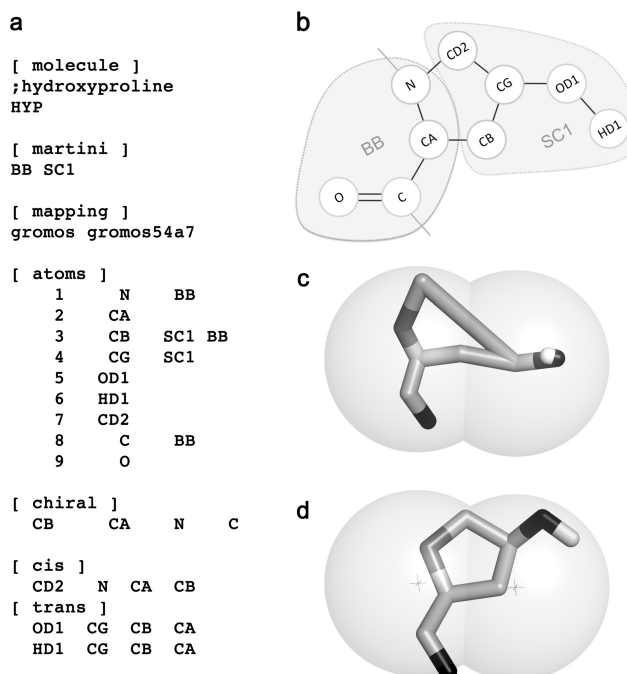 a
[ molecule ]
;hydroxyproline
HYP
[ martini ]
BB SC1
[ mapping ]
gromos gromos54a7
[ atoms ]
1 N BB
2 CA
3 CB SC1 BB
4 CG SC1
5 OD1
6 HD1
7 CD2
8 C BB
9 O
[ chiral ]
CB CA N C
[ cis ]
CD2 N CA CB
[ trans ]
OD1 CG CB CA
HD1 CG CB CA
b
CD2
N
CG
OD1
HD1
BB
CA
CB
SC1
O
C
c
d